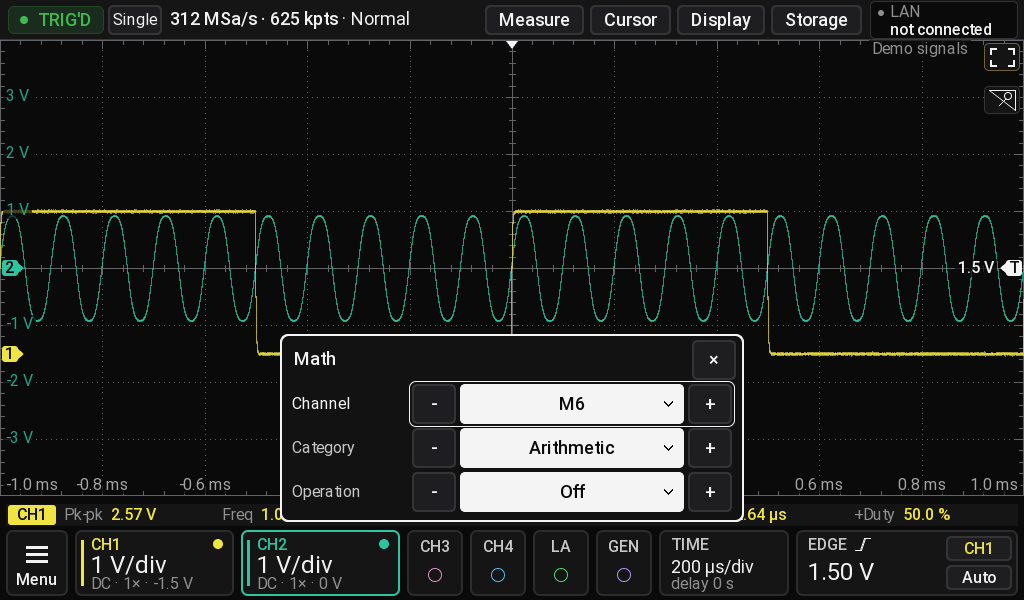 TRIG'D
Single
312 MSa/s · 625 kpts · Normal
Measure
Cursor
Display
Storage
LAN
not connected
Demo signals
3 V
2 V
1 V
2
1.5 V
T
-1 V
1
-2 V
-3 V
-1.0 ms
-0.8 ms
-0.6 ms
0.6 ms
0.8 ms
1.0 ms
Math
×
Channel
-
M6
+
Category
-
Arithmetic
+
Operation
-
Off
+
CH1
Pk-pk 2.57 V
Freq 1.0
.64 µs
+Duty 50.0 %
Menu
CH1
1 V/div
DC · 1× · -1.5 V
CH2
1 V/div
DC · 1× · 0 V
CH3
CH4
LA
GEN
TIME
200 µs/div
delay 0 s
EDGE
1.50 V
CH1
Auto